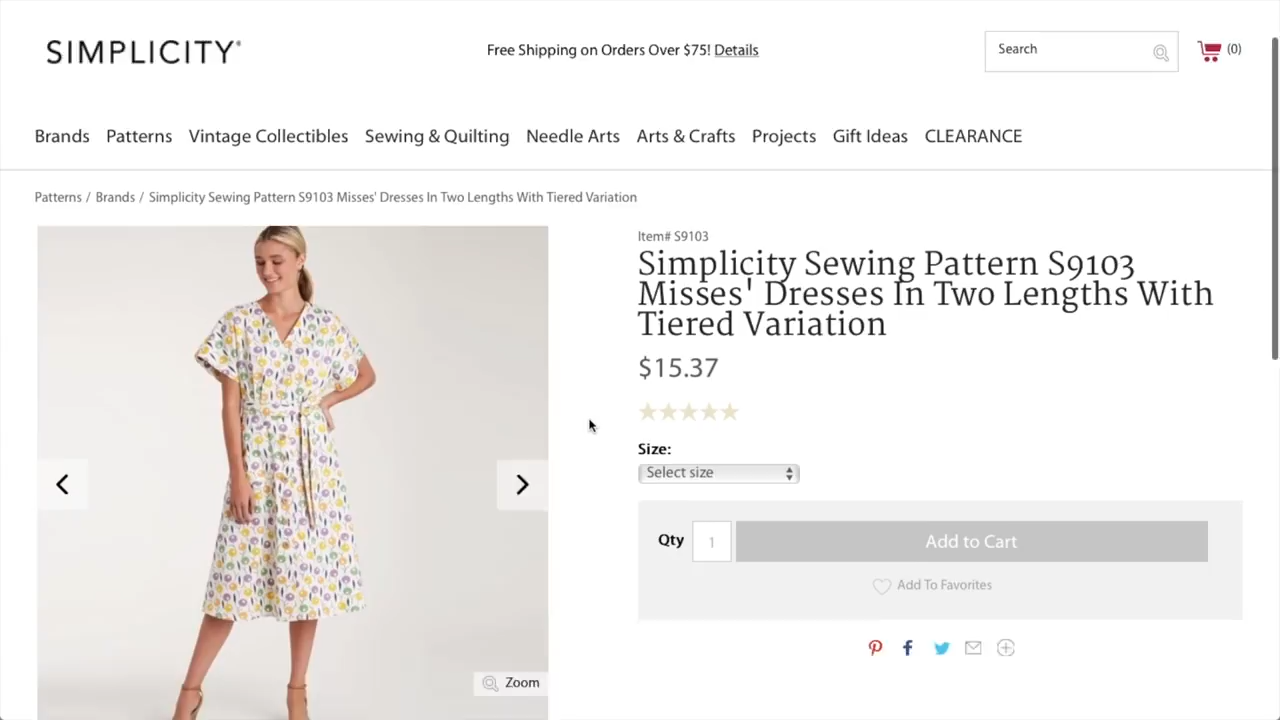 SIMPLICITY®
Free Shipping on Orders Over $75! Details
Search
(0)
Brands Patterns Vintage Collectibles Sewing & Quilting Needle Arts Arts & Crafts Projects Gift Ideas CLEARANCE
Patterns / Brands / Simplicity Sewing Pattern S9103 Misses' Dresses In Two Lengths With Tiered Variation
Item# S9103
Simplicity Sewing Pattern S9103
Misses' Dresses In Two Lengths With
Tiered Variation
$15.37
Size:
Select size
Qty 1 Add to Cart
Add To Favorites
Zoom